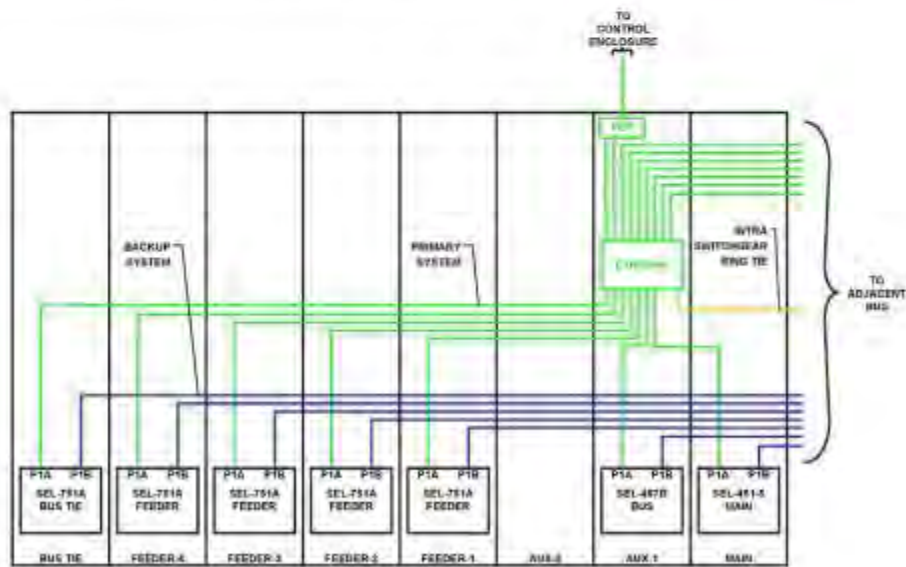 TO
CONTROL
ENCLOSURE
BACKUP
SYSTEM
PRIMARY
SYSTEM
INTRA
SWITCHGEAR
RING TIE
TO
ADJACENT
BUS
P1A P1B
SEL-751A
BUS TIE
P1A P1B
SEL-751A
FEEDER
P1A P1B
SEL-751A
FEEDER
P1A P1B
SEL-751A
FEEDER
P1A P1B
SEL-751A
FEEDER
P1A P1B
SEL-487B
BUS
P1A P1B
SEL-451-5
MAIN
BUS TIE
FEEDER-4
FEEDER-3
FEEDER-2
FEEDER-1
AUX-2
AUX-1
MAIN